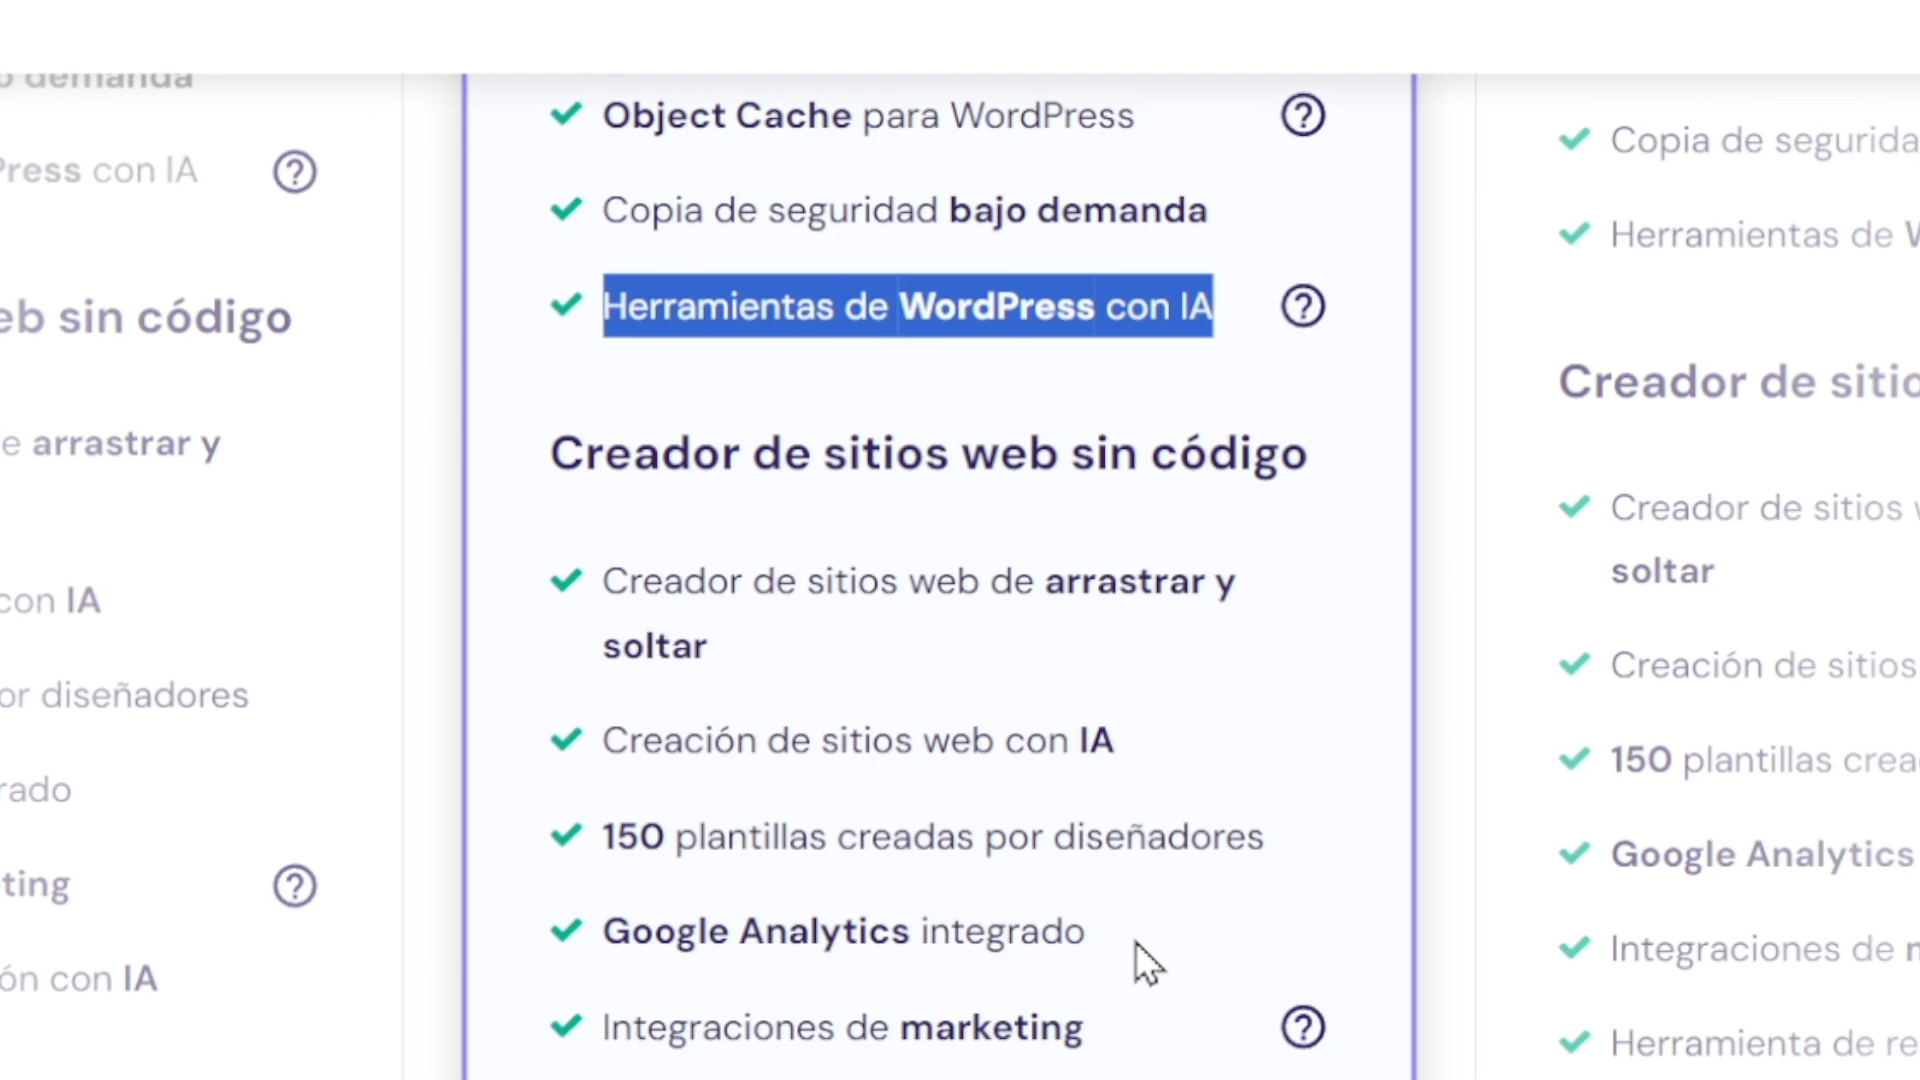 demanda
Press con IA
eb sin código
e arrastrar y
con IA
or diseñadores
rado
ting
ón con IA
Object Cache para WordPress
Copia de seguridad bajo demanda
Herramientas de WordPress con IA
Creador de sitios web sin código
Creador de sitios web de arrastrar y
soltar
Creación de sitios web con IA
150 plantillas creadas por diseñadores
Google Analytics integrado
Integraciones de marketing
Copia de segurida
Herramientas de W
Creador de sitio
Creador de sitios w
soltar
Creación de sitios
150 plantillas crea
Google Analytics
Integraciones de
Herramienta de re